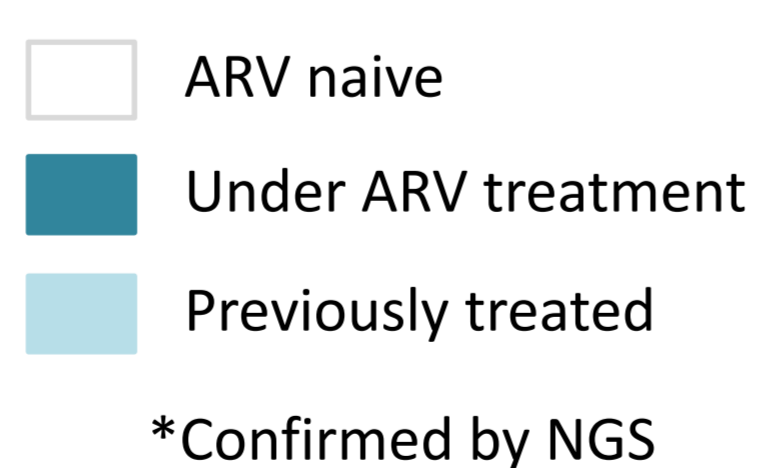 ARV naive
Under ARV treatment
Previously treated
*Confirmed by NGS